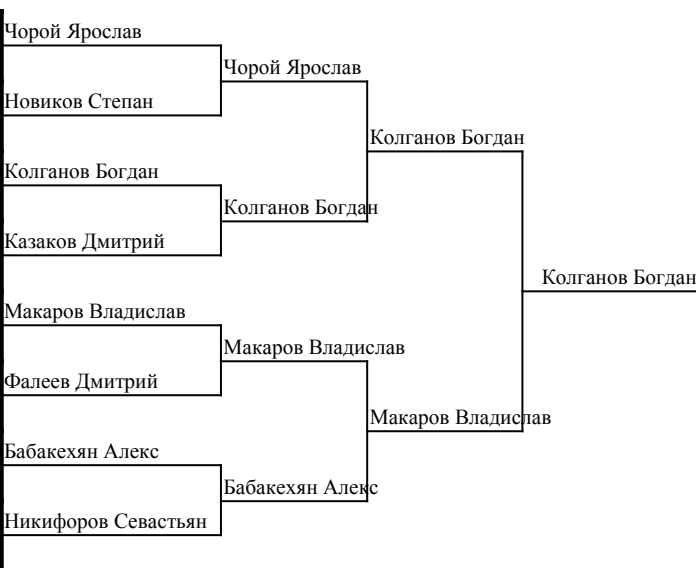 Чорой Ярослав
Чорой Ярослав
Новиков Степан
Колганов Богдан
Колганов Богдан
Колганов Богдан
Казаков Дмитрий
Колганов Богдан
Макаров Владислав
Макаров Владислав
Фалеев Дмитрий
Макаров Владислав
Бабакехян Алекс
Бабакехян Алекс
Никифоров Севастьян